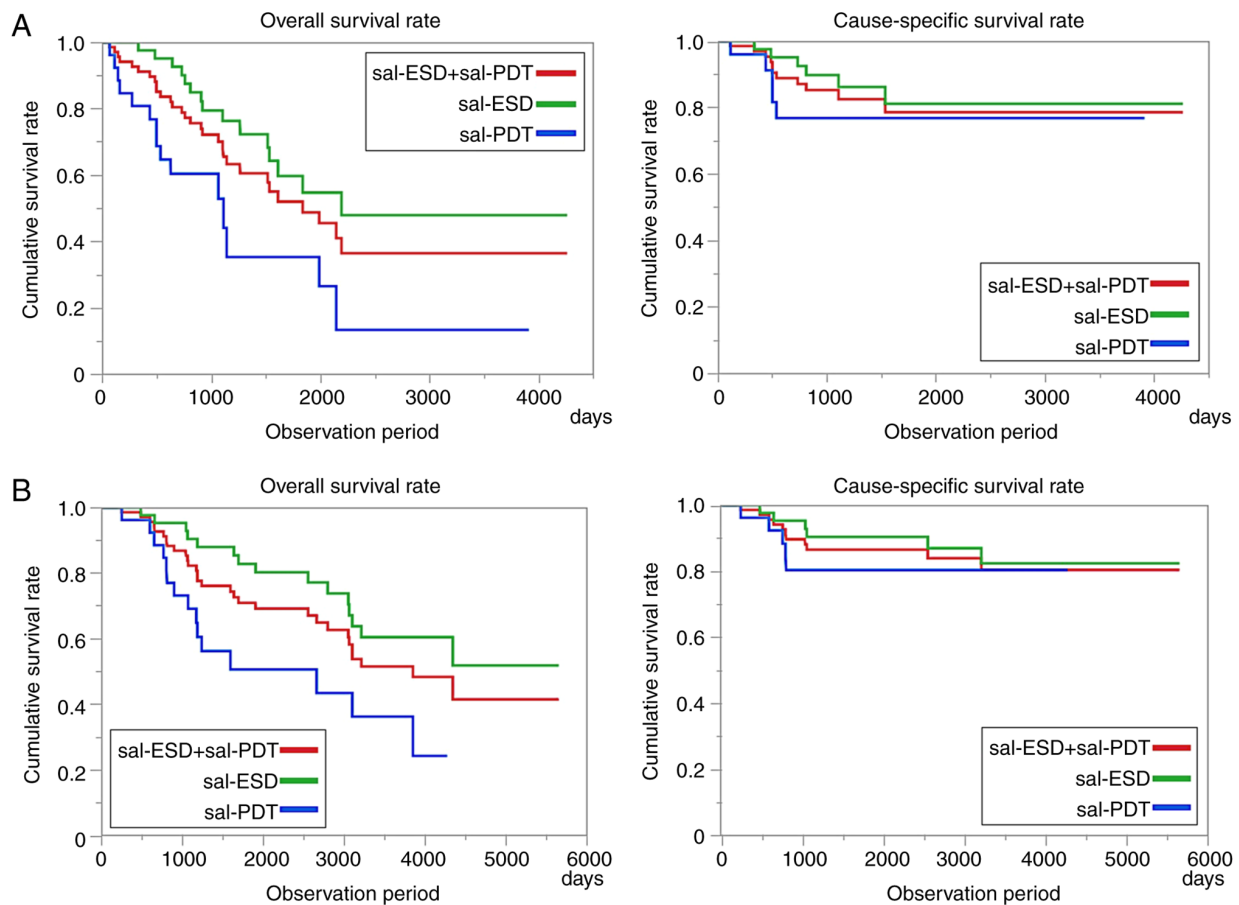 A
Overall survival rate
Cumulative survival rate
1.0
0.8
0.6
0.4
0.2
0
sal-ESD+sal-PDT
sal-ESD
sal-PDT
0 1000 2000 3000 4000
days
Observation period
Cause-specific survival rate
Cumulative survival rate
1.0
0.8
0.6
0.4
0.2
0
sal-ESD+sal-PDT
sal-ESD
sal-PDT
0 1000 2000 3000 4000
days
Observation period
B
Overall survival rate
Cumulative survival rate
1.0
0.8
0.6
0.4
0.2
0
sal-ESD+sal-PDT
sal-ESD
sal-PDT
0 1000 2000 3000 4000 5000 6000
days
Observation period
Cause-specific survival rate
Cumulative survival rate
1.0
0.8
0.6
0.4
0.2
0
sal-ESD+sal-PDT
sal-ESD
sal-PDT
0 1000 2000 3000 4000 5000 6000
days
Observation period